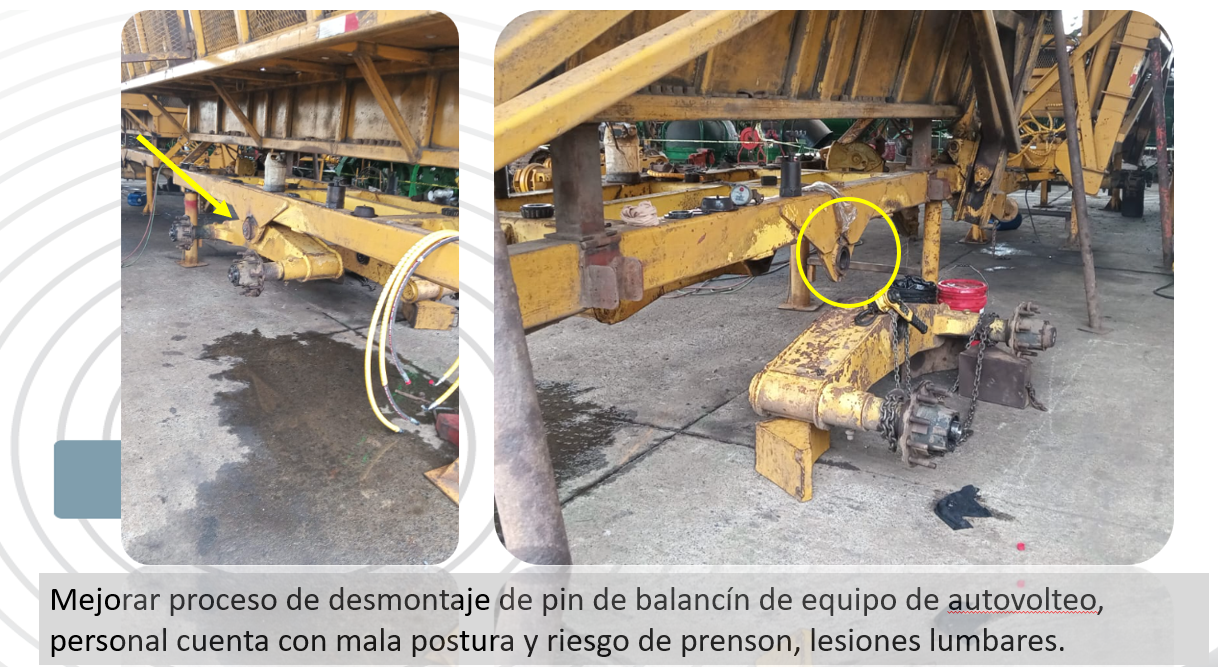 Mejorar proceso de desmontaje de pin de balancín de equipo de autovolteo,
personal cuenta con mala postura y riesgo de prenson, lesiones lumbares.